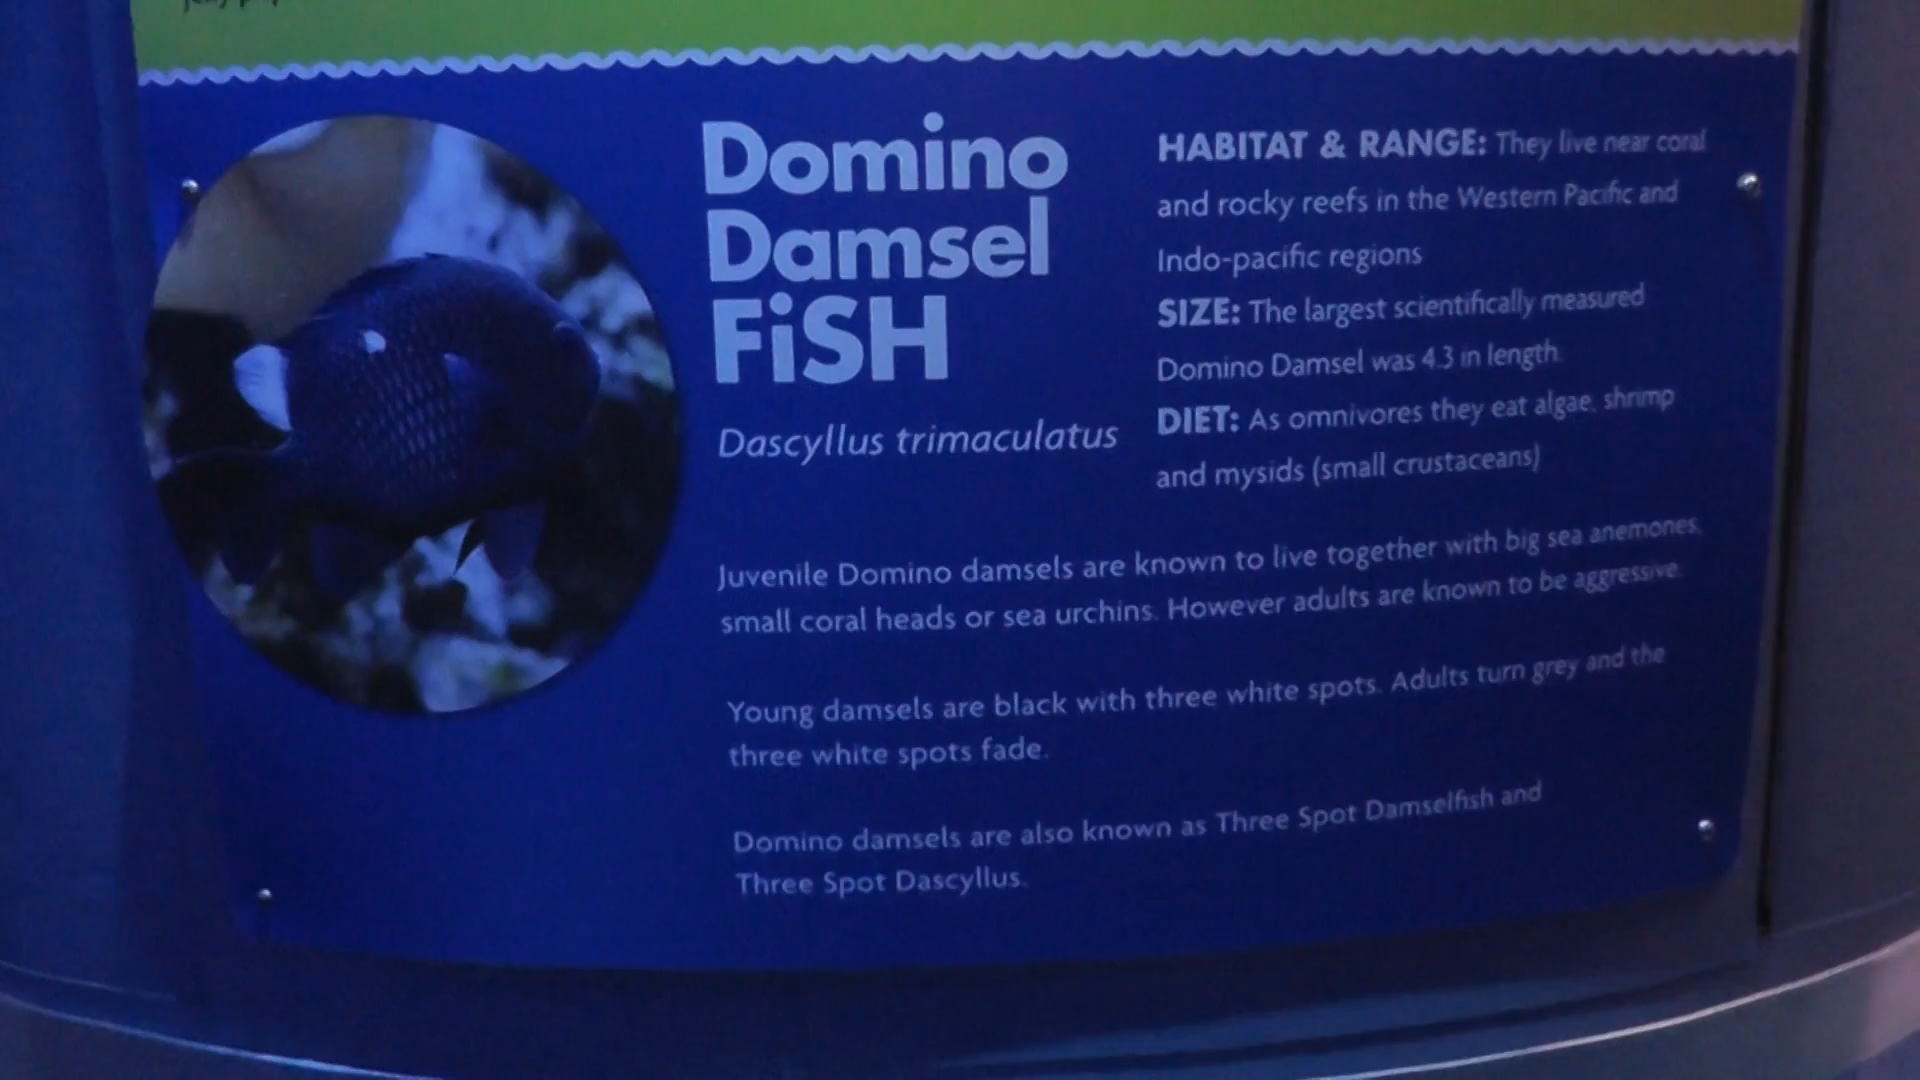 Domino
Damsel
FiSH
Dascyllus trimaculatus
HABITAT & RANGE: They live near coral
and rocky reefs in the Western Pacific and
Indo-pacific regions
SIZE: The largest scientifically measured
Domino Damsel was 4.3 in length.
DIET: As omnivores they eat algae, shrimp
and mysids (small crustaceans)
Juvenile Domino damsels are known to live together with big sea anemones,
small coral heads or sea urchins. However adults are known to be aggressive.
Young damsels are black with three white spots. Adults turn grey and the
three white spots fade.
Domino damsels are also known as Three Spot Damselfish and
Three Spot Dascyllus.